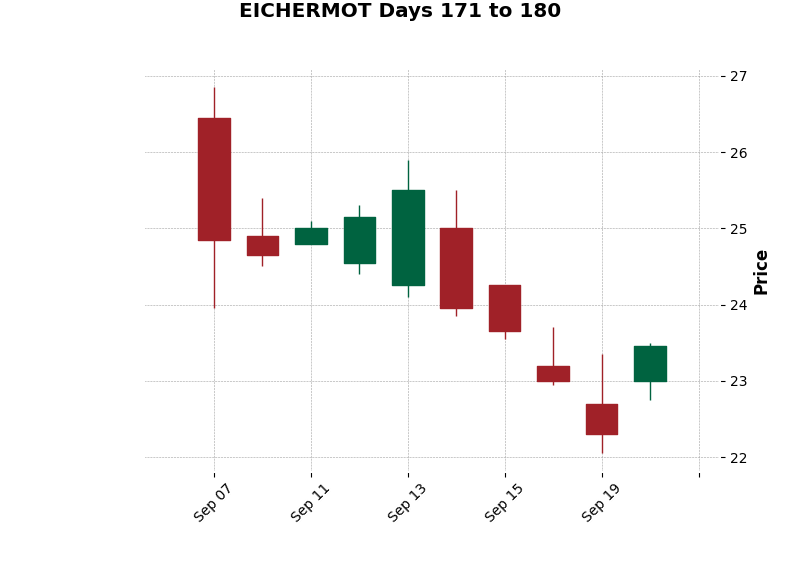 EICHERMOT Days 171 to 180
27
26
25
24
23
22
Price
Sep 07
Sep 11
Sep 13
Sep 15
Sep 19